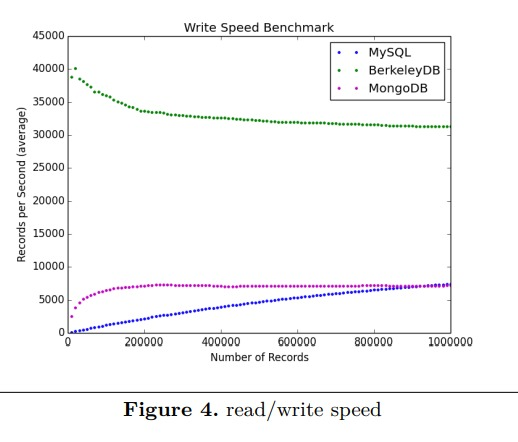 Write Speed Benchmark
45000
40000
35000
30000
25000
20000
15000
10000
5000
0
Records per Second (average)
MySQL
BerkeleyDB
MongoDB
0 200000 400000 600000 800000 1000000
Number of Records
Figure 4. read/write speed